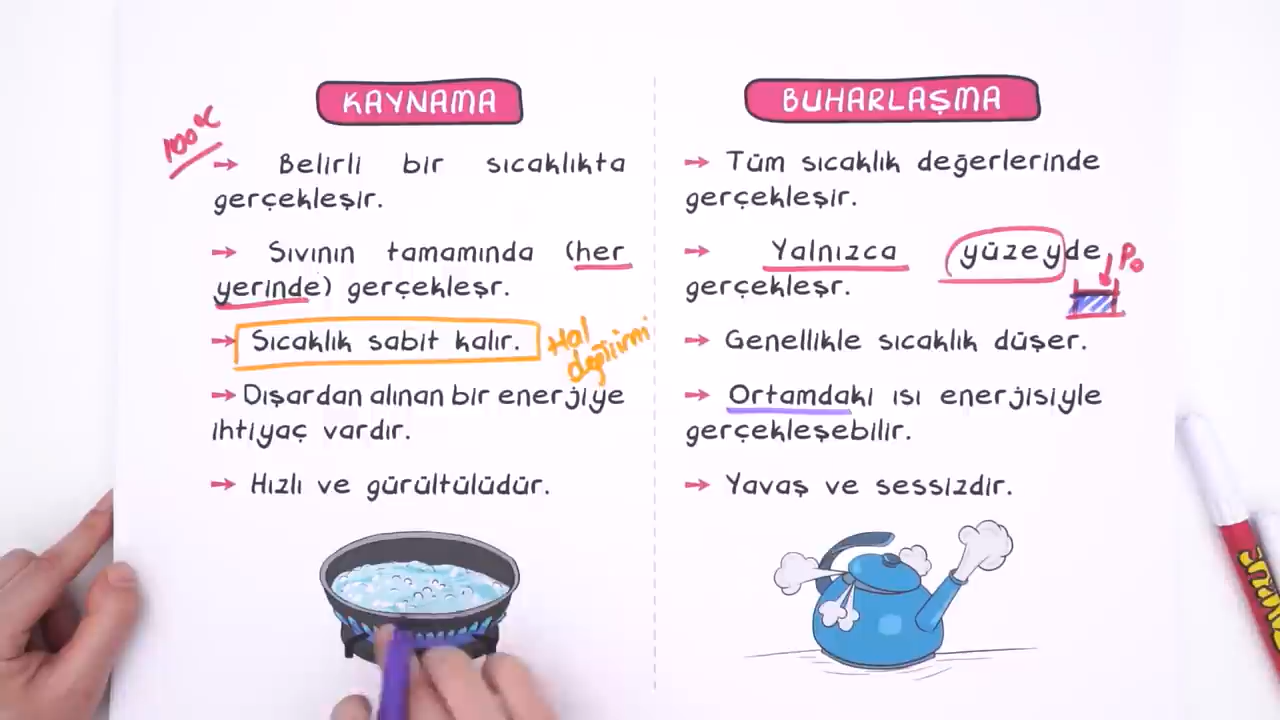 KAYNAMA
100°C
→ Belirli bir sıcaklıkta
gerçekleşir.
→ Sıvının tamamında (her
yerinde) gerçekleşr.
→ Sıcaklık sabit kalır.
Hal
değişimi
→ Dışardan alınan bir enerjiye
ihtiyaç vardır.
→ Hızlı ve gürültülüdür.
BUHARLAŞMA
→ Tüm sıcaklık değerlerinde
gerçekleşir.
→ Yalnızca yüzeyde
gerçekleşr.
P₀
→ Genellikle sıcaklık düşer.
→ Ortamdaki ısı enerjisiyle
gerçekleşebilir.
→ Yavaş ve sessizdir.